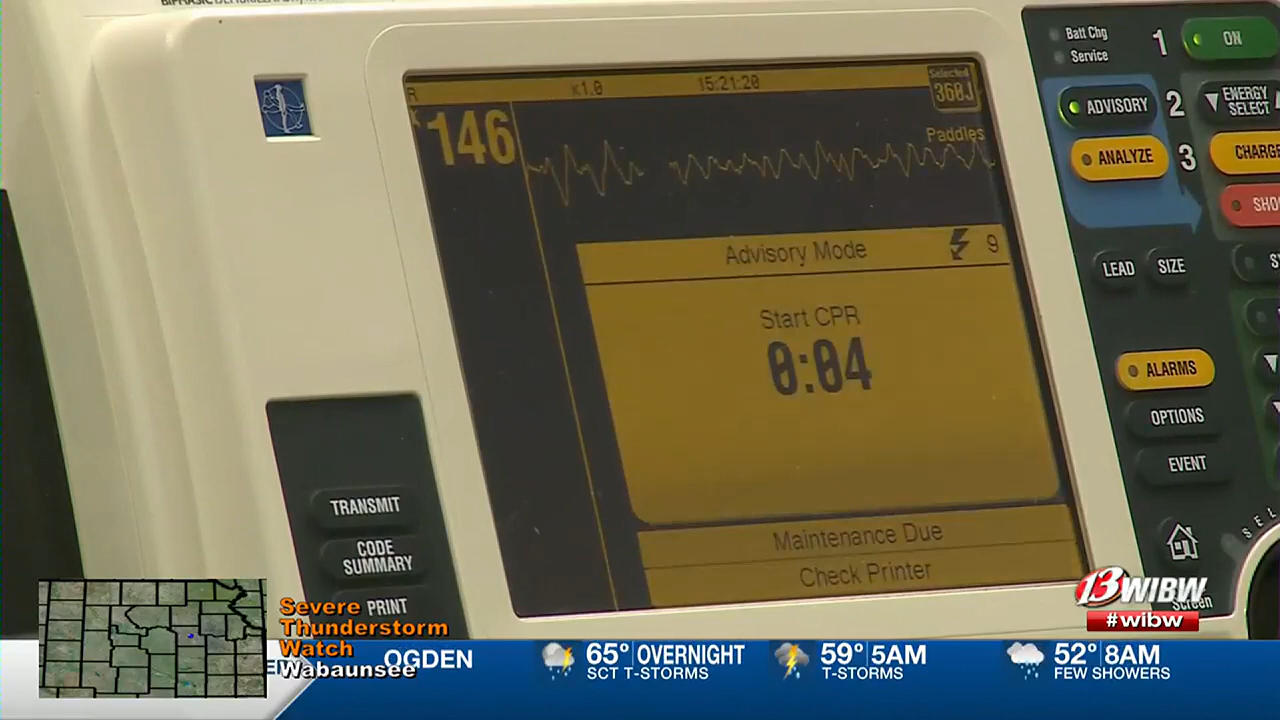 R x1.0 15:21:20 Selected 360J
146
Paddles
Advisory Mode 9
Start CPR
0:04
Maintenance Due
Check Printer
TRANSMIT
CODE SUMMARY
PRINT
Batt Chg
Service
1 ON
ADVISORY 2 ENERGY SELECT
ANALYZE 3 CHARGE
LEAD SIZE
ALARMS
OPTIONS
EVENT
Screen
13 WIBW
#wibw
Severe
Thunderstorm
Watch
Wabaunsee
OGDEN
65° OVERNIGHT
SCT T-STORMS
59° 5AM
T-STORMS
52° 8AM
FEW SHOWERS